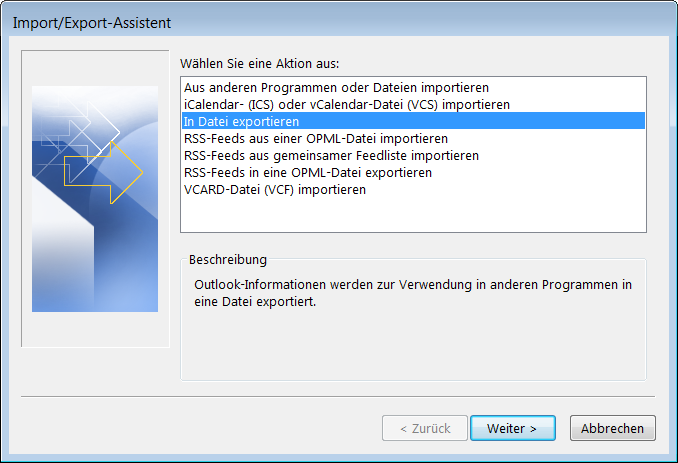 Import/Export-Assistent
Wählen Sie eine Aktion aus:
Aus anderen Programmen oder Dateien importieren
iCalendar- (ICS) oder vCalendar-Datei (VCS) importieren
In Datei exportieren
RSS-Feeds aus einer OPML-Datei importieren
RSS-Feeds aus gemeinsamer Feedliste importieren
RSS-Feeds in eine OPML-Datei exportieren
VCARD-Datei (VCF) importieren
Beschreibung
Outlook-Informationen werden zur Verwendung in anderen Programmen in
eine Datei exportiert.
< Zurück
Weiter >
Abbrechen